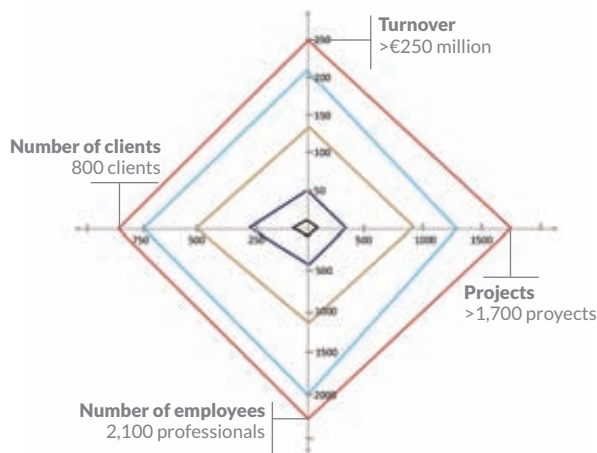 Turnover
>€250 million
250
200
150
100
50
Number of clients
800 clients
750
500
250
500
1000
1500
Projects
>1,700 proyects
500
1000
1500
2000
Number of employees
2,100 professionals